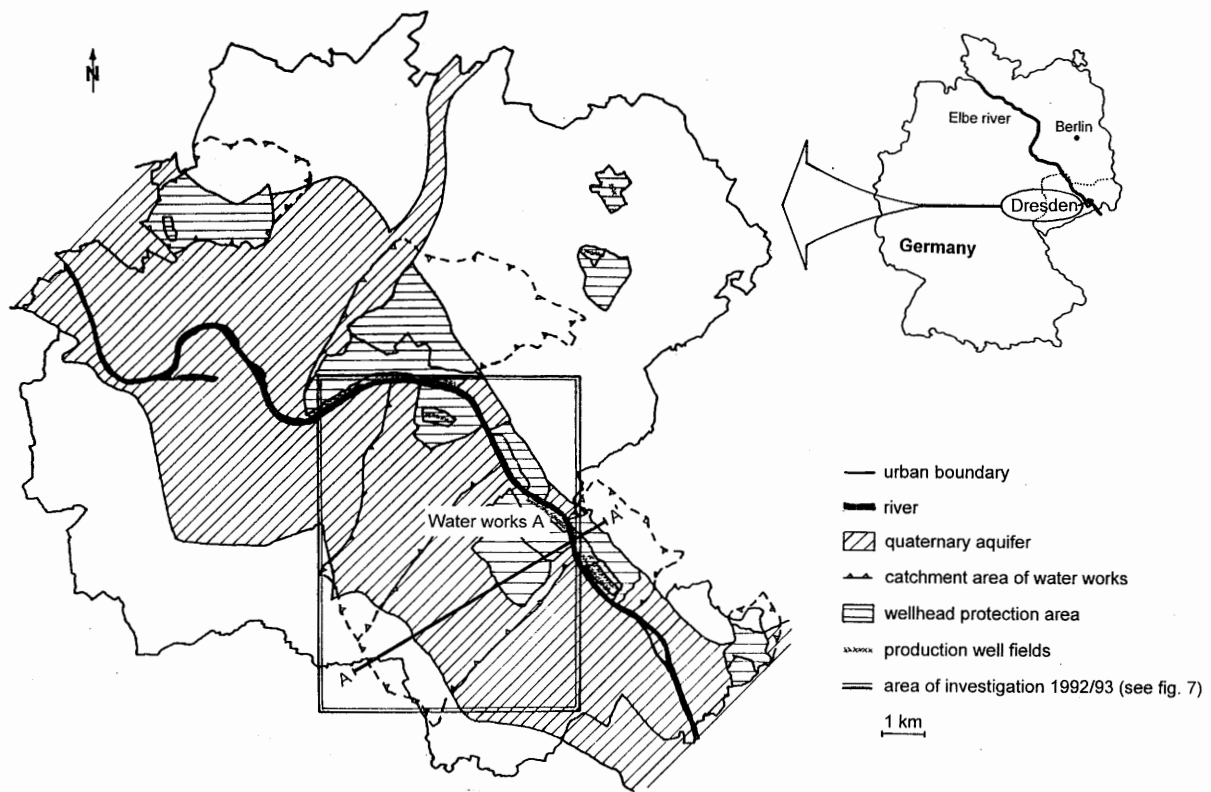 N
Elbe river
Berlin
Dresden
Germany
Water works A
A'
A
urban boundary
river
quaternary aquifer
catchment area of water works
wellhead protection area
production well fields
area of investigation 1992/93 (see fig. 7)
1 km